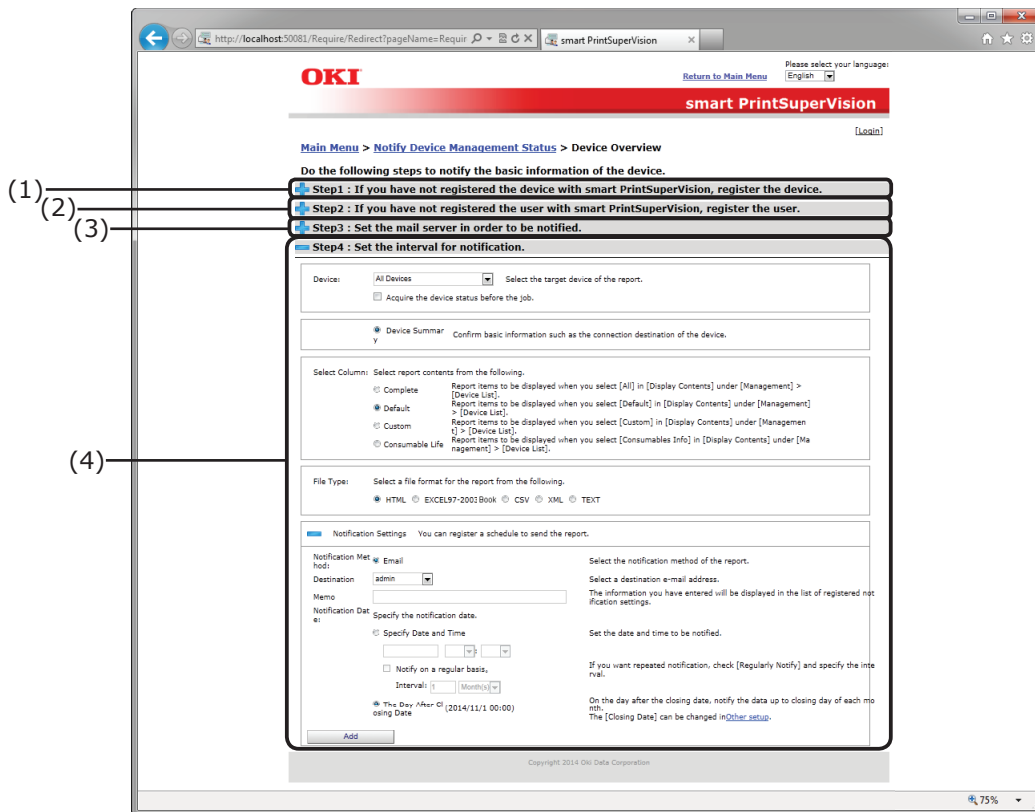 http://localhost:50081/Require/Redirect?pageName=Requir
smart PrintSuperVision
OKI
Return to Main Menu
Please select your language:
English
smart PrintSuperVision
[Login]
Main Menu > Notify Device Management Status > Device Overview
Do the following steps to notify the basic information of the device.
(1)
Step1 : If you have not registered the device with smart PrintSuperVision, register the device.
(2)
Step2 : If you have not registered the user with smart PrintSuperVision, register the user.
(3)
Step3 : Set the mail server in order to be notified.
Step4 : Set the interval for notification.
Device: All Devices Select the target device of the report.
Acquire the device status before the job.
Device Summar
y
Confirm basic information such as the connection destination of the device.
Select Column: Select report contents from the following.
Complete
Report items to be displayed when you select [All] in [Display Contents] under [Management] >
[Device List].
Default
Report items to be displayed when you select [Default] in [Display Contents] under [Management]
> [Device List].
Custom
Report items to be displayed when you select [Custom] in [Display Contents] under [Managemen
t] > [Device List].
Consumable Life
Report items to be displayed when you select [Consumables Info] in [Display Contents] under [Ma
nagement] > [Device List].
(4)
File Type: Select a file format for the report from the following.
HTML EXCEL97-2003 Book CSV XML TEXT
Notification Settings You can register a schedule to send the report.
Notification Met
hod:
Email
Select the notification method of the report.
Destination admin Select a destination e-mail address.
Memo
The information you have entered will be displayed in the list of registered not
ification settings.
Notification Dat
e:
Specify the notification date.
Specify Date and Time Set the date and time to be notified.
:
Notify on a regular basis,
If you want repeated notification, check [Regularly Notify] and specify the inte
rval.
Interval: 1 Month(s)
The Day After Cl
osing Date
(2014/11/1 00:00)
On the day after the closing date, notify the data up to closing day of each mo
nth.
The [Closing Date] can be changed inOther setup.
Add
Copyright 2014 Oki Data Corporation
75%